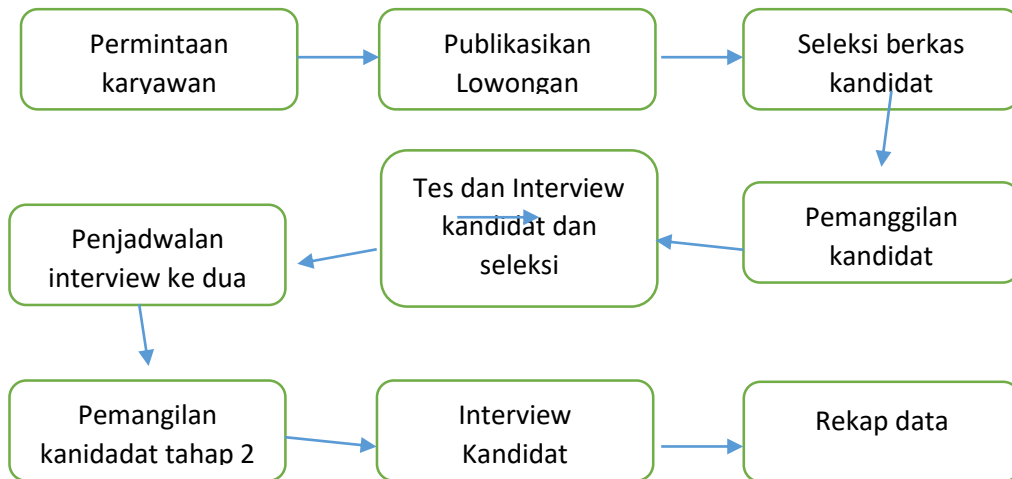 Permintaan
karyawan
Publikasikan
Lowongan
Seleksi berkas
kandidat
Tes dan Interview
kandidat dan
seleksi
Pemanggilan
kandidat
Penjadwalan
interview ke dua
Pemangilan
kanidadat tahap 2
Interview
Kandidat
Rekap data